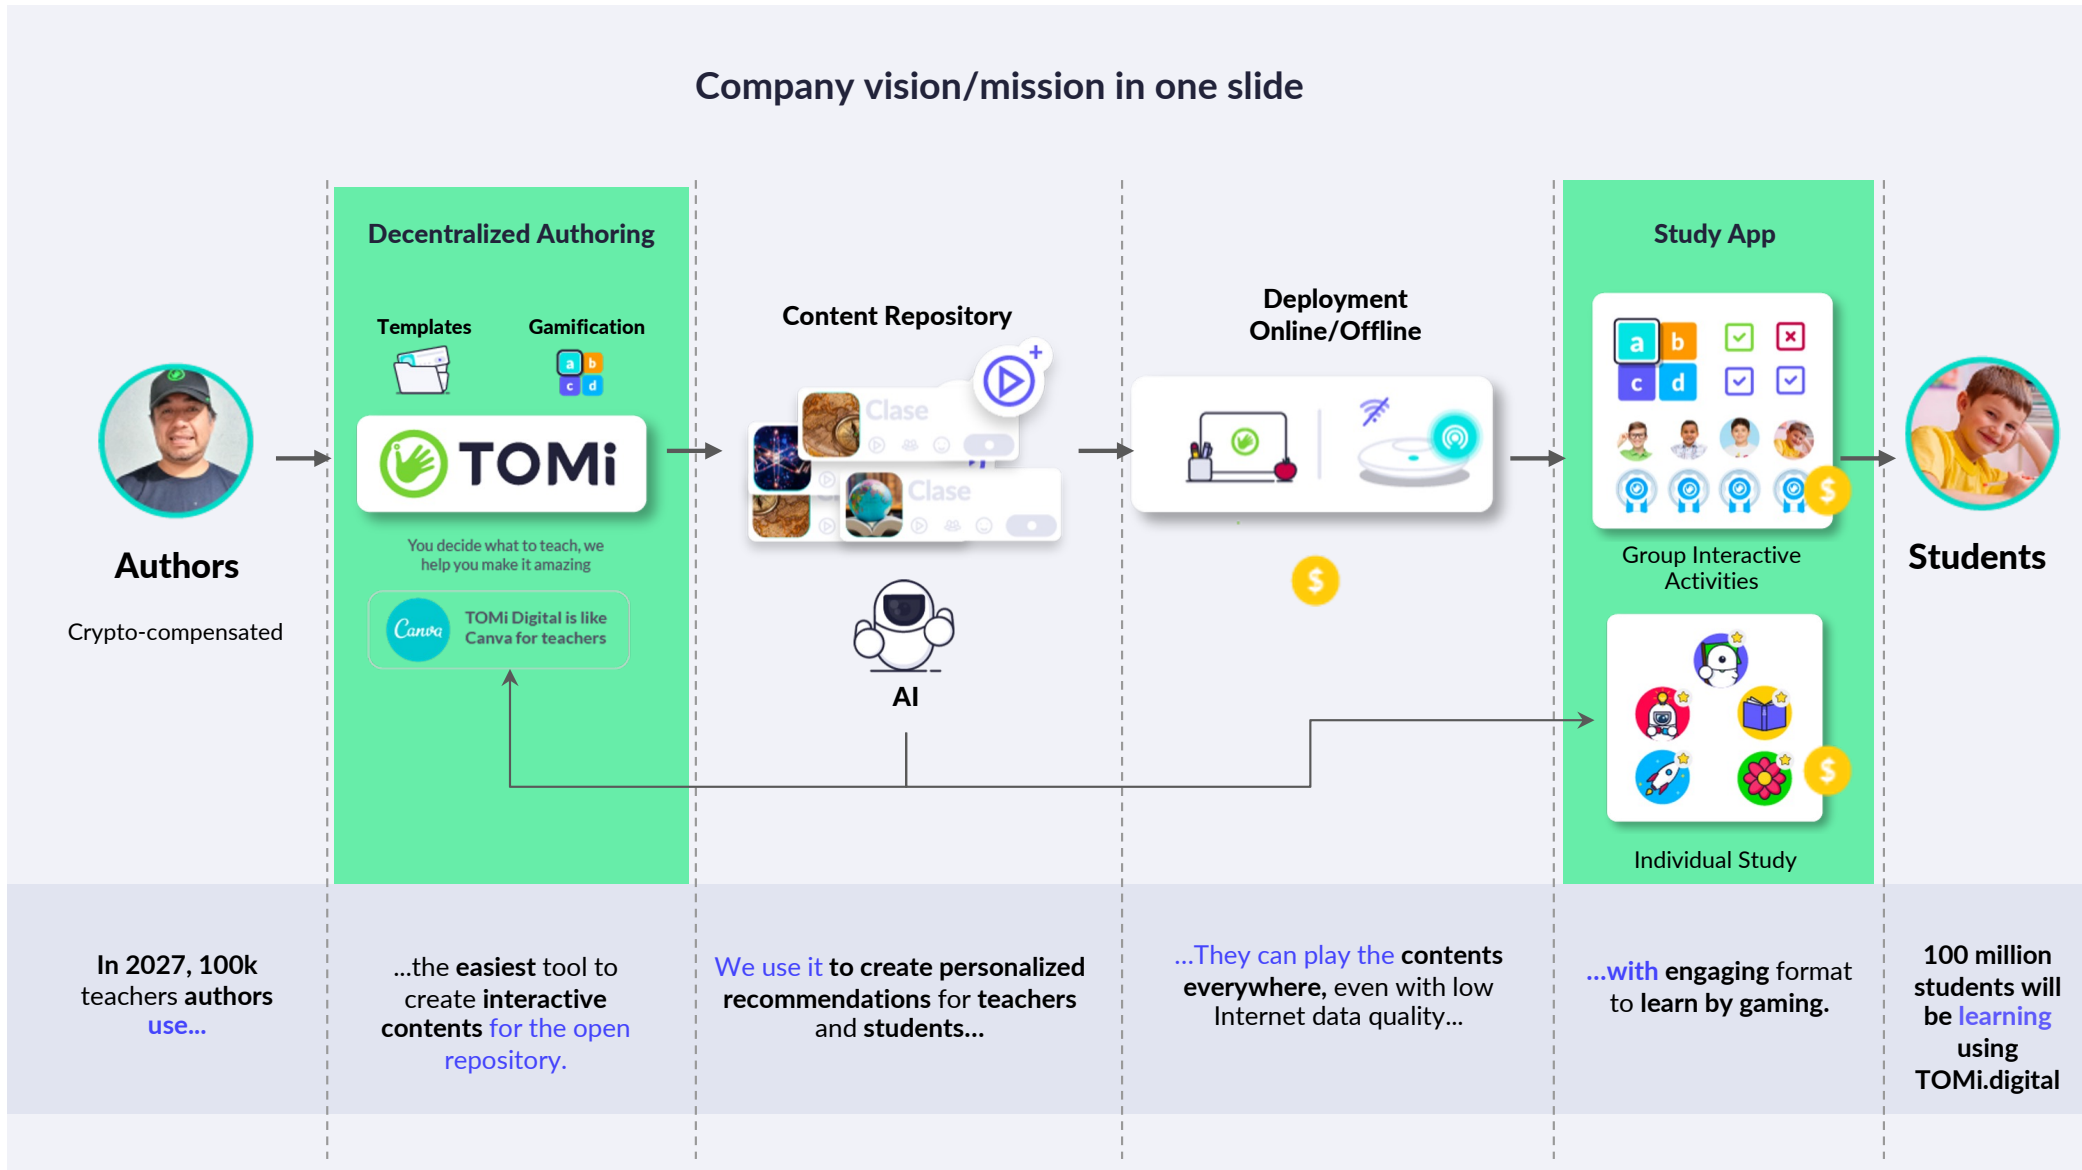 Company vision/mission in one slide
Authors
Crypto-compensated
Decentralized Authoring
Templates
Gamification
a b
c d
TOMi
You decide what to teach, we
help you make it amazing
Canva
TOMi Digital is like
Canva for teachers
Content Repository
Clase
Clase
AI
Deployment
Online/Offline
$
Study App
a b
c d
$
Group Interactive
Activities
$
Individual Study
Students
In 2027, 100k
teachers authors
use...
...the easiest tool to
create interactive
contents for the open
repository.
We use it to create personalized
recommendations for teachers
and students...
...They can play the contents
everywhere, even with low
Internet data quality...
...with engaging format
to learn by gaming.
100 million
students will
be learning
using
TOMi.digital